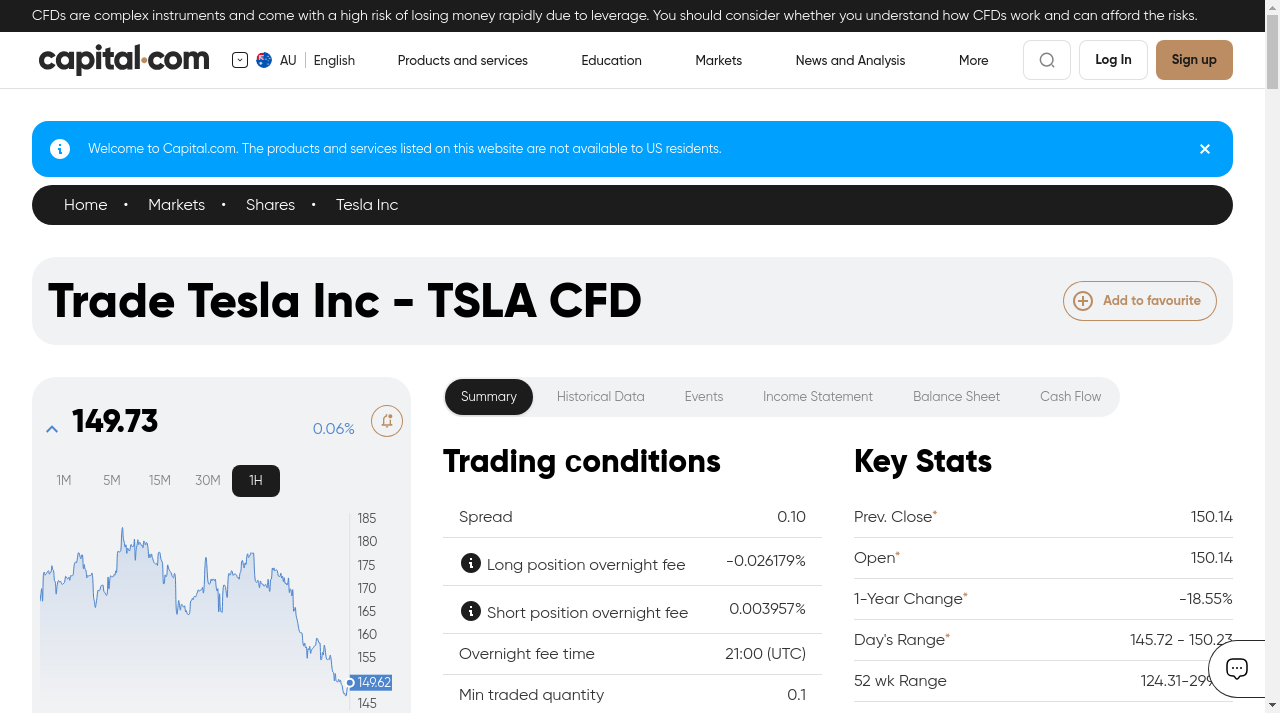 CFDs are complex instruments and come with a high risk of losing money rapidly due to leverage. You should consider whether you understand how CFDs work and can afford the risks.
capital.com
AU English
Products and services
Education
Markets
News and Analysis
More
Log In
Sign up
Welcome to Capital.com. The products and services listed on this website are not available to US residents.
Home • Markets • Shares • Tesla Inc
Trade Tesla Inc - TSLA CFD
Add to favourite
149.73
0.06%
1M 5M 15M 30M 1H
185
180
175
170
165
160
155
149.62
145
Summary
Historical Data
Events
Income Statement
Balance Sheet
Cash Flow
Trading conditions
Spread 0.10
Long position overnight fee -0.026179%
Short position overnight fee 0.003957%
Overnight fee time 21:00 (UTC)
Min traded quantity 0.1
Key Stats
Prev. Close* 150.14
Open* 150.14
1-Year Change* -18.55%
Day's Range* 145.72 - 150.23
52 wk Range 124.31-299